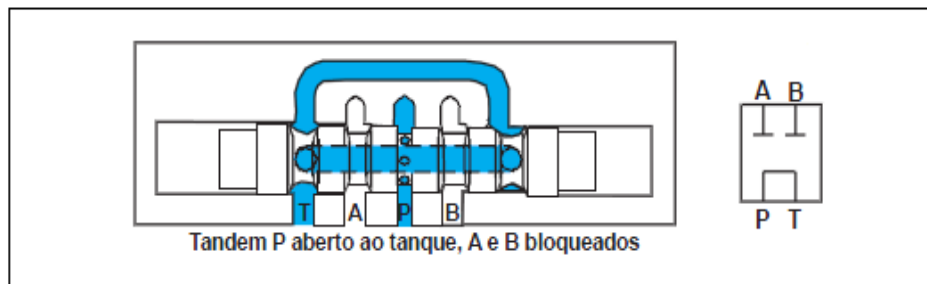 A B
T A P B
P T
Tandem P aberto ao tanque, A e B bloqueados